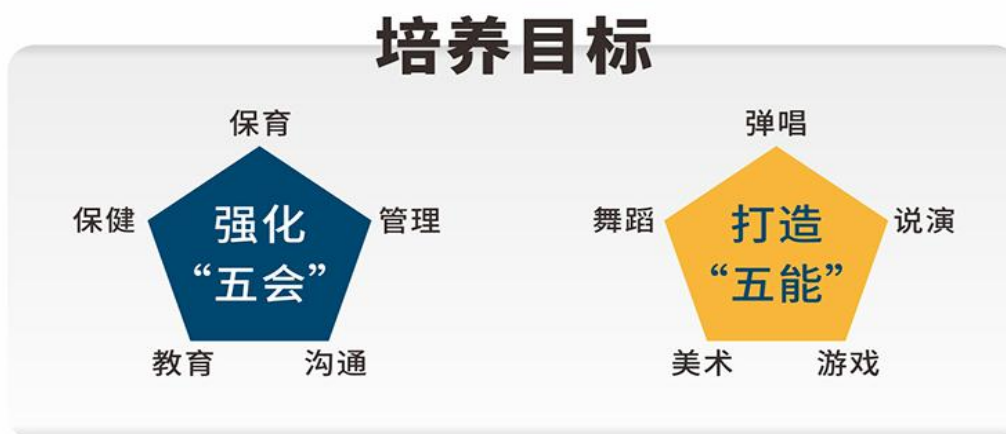 培养目标
保育
保健
管理
强化
“五会”
教育
沟通
弹唱
舞蹈
说演
打造
“五能”
美术
游戏